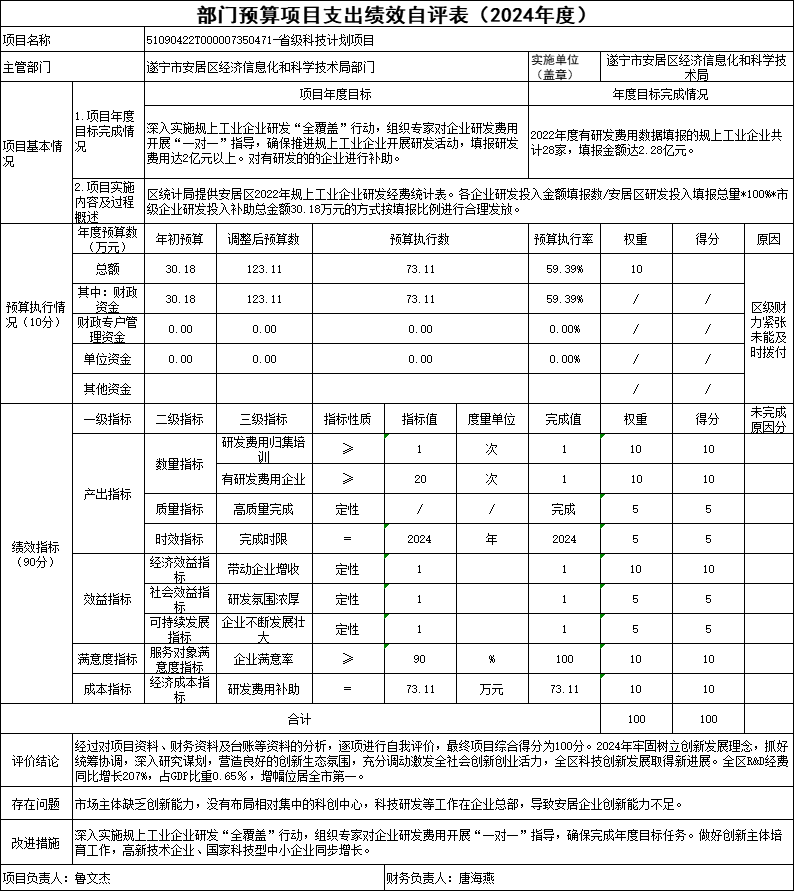 部门预算项目支出绩效自评表（2024年度）
项目名称 51090422T000007350471-省级科技计划项目
主管部门 遂宁市安居区经济信息化和科学技术局部门 实施单位（盖章） 遂宁市安居区经济信息化和科学技术局
项目基本情况 1.项目年度目标完成情况 项目年度目标 年度目标完成情况
深入实施规上工业企业研发“全覆盖”行动，组织专家对企业研发费用
开展“一对一”指导，确保推进规上工业企业开展研发活动，填报研发
费用达2亿元以上。对有研发的的企业进行补助。
2022年度有研发费用数据填报的规上工业企业共
计28家，填报金额达2.28亿元。
2.项目实施内容及过程概述
区统计局提供安居区2022年规上工业企业研发经费统计表。各企业研发投入金额填报数/安居区研发投入填报总量*100%*市
级企业研发投入补助总金额30.18万元的方式按填报比例进行合理发放。
预算执行情况（10分） 年度预算数（万元） 年初预算 调整后预算数 预算执行数 预算执行率 权重 得分 原因
总额 30.18 123.11 73.11 59.39% 10
其中：财政资金 30.18 123.11 73.11 59.39% / /
财政专户管理资金 0.00 0.00 0.00 0.00% / /
单位资金 0.00 0.00 0.00 0.00% / /
其他资金 / /
区级财力紧张未能及时拨付
绩效指标（90分） 一级指标 二级指标 三级指标 指标性质 指标值 度量单位 完成值 权重 得分 未完成原因分
产出指标 数量指标 研发费用归集培训 ≥ 1 次 1 10 10
有研发费用企业 ≥ 20 次 1 10 10
质量指标 高质量完成 定性 / / 完成 5 5
时效指标 完成时限 = 2024 年 2024 5 5
效益指标 经济效益指标 带动企业增收 定性 1 1 10 10
社会效益指标 研发氛围浓厚 定性 1 1 5 5
可持续发展指标 企业不断发展壮大 定性 1 1 5 5
满意度指标 服务对象满意度指标 企业满意率 ≥ 90 % 100 10 10
成本指标 经济成本指标 研发费用补助 = 73.11 万元 73.11 10 10
合计 100 100
评价结论
经过对项目资料、财务资料及台账等资料的分析，逐项进行自我评价，最终项目综合得分为100分。2024年牢固树立创新发展理念，抓好
统筹协调，深入研究谋划，营造良好的创新生态氛围，充分调动激发全社会创新创业活力，全区科技创新发展取得新进展。全区R&D经费
同比增长207%，占GDP比重0.65%，增幅位居全市第一。
存在问题 市场主体缺乏创新能力，没有布局相对集中的科创中心，科技研发等工作在企业总部，导致安居企业创新能力不足。
改进措施
深入实施规上工业企业研发“全覆盖”行动，组织专家对企业研发费用开展“一对一”指导，确保完成年度目标任务。做好创新主体培
育工作，高新技术企业、国家科技型中小企业同步增长。
项目负责人：鲁文杰 财务负责人：唐海燕